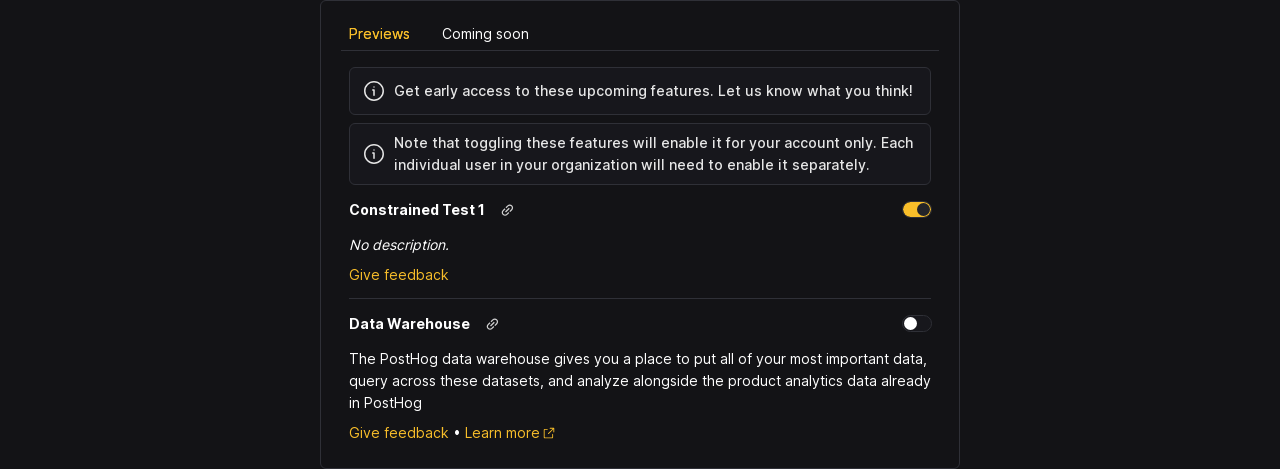 Previews
Coming soon
Get early access to these upcoming features. Let us know what you think!
Note that toggling these features will enable it for your account only. Each
individual user in your organization will need to enable it separately.
Constrained Test 1
No description.
Give feedback
Data Warehouse
The PostHog data warehouse gives you a place to put all of your most important data,
query across these datasets, and analyze alongside the product analytics data already
in PostHog
Give feedback • Learn more